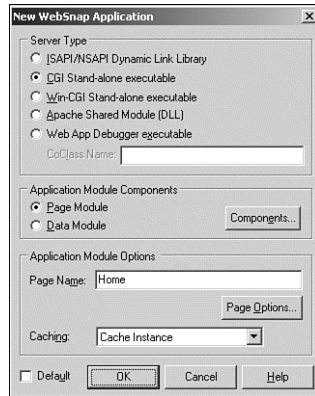 New WebSnap Application
Server Type
ISAPI/NSAPI Dynamic Link Library
CGI Stand-alone executable
Win-CGI Stand-alone executable
Apache Shared Module (DLL)
Web App Debugger executable
CoClass Name:
Application Module Components
Page Module
Data Module
Components...
Application Module Options
Page Name: Home
Page Options...
Caching: Cache Instance
Default OK Cancel Help